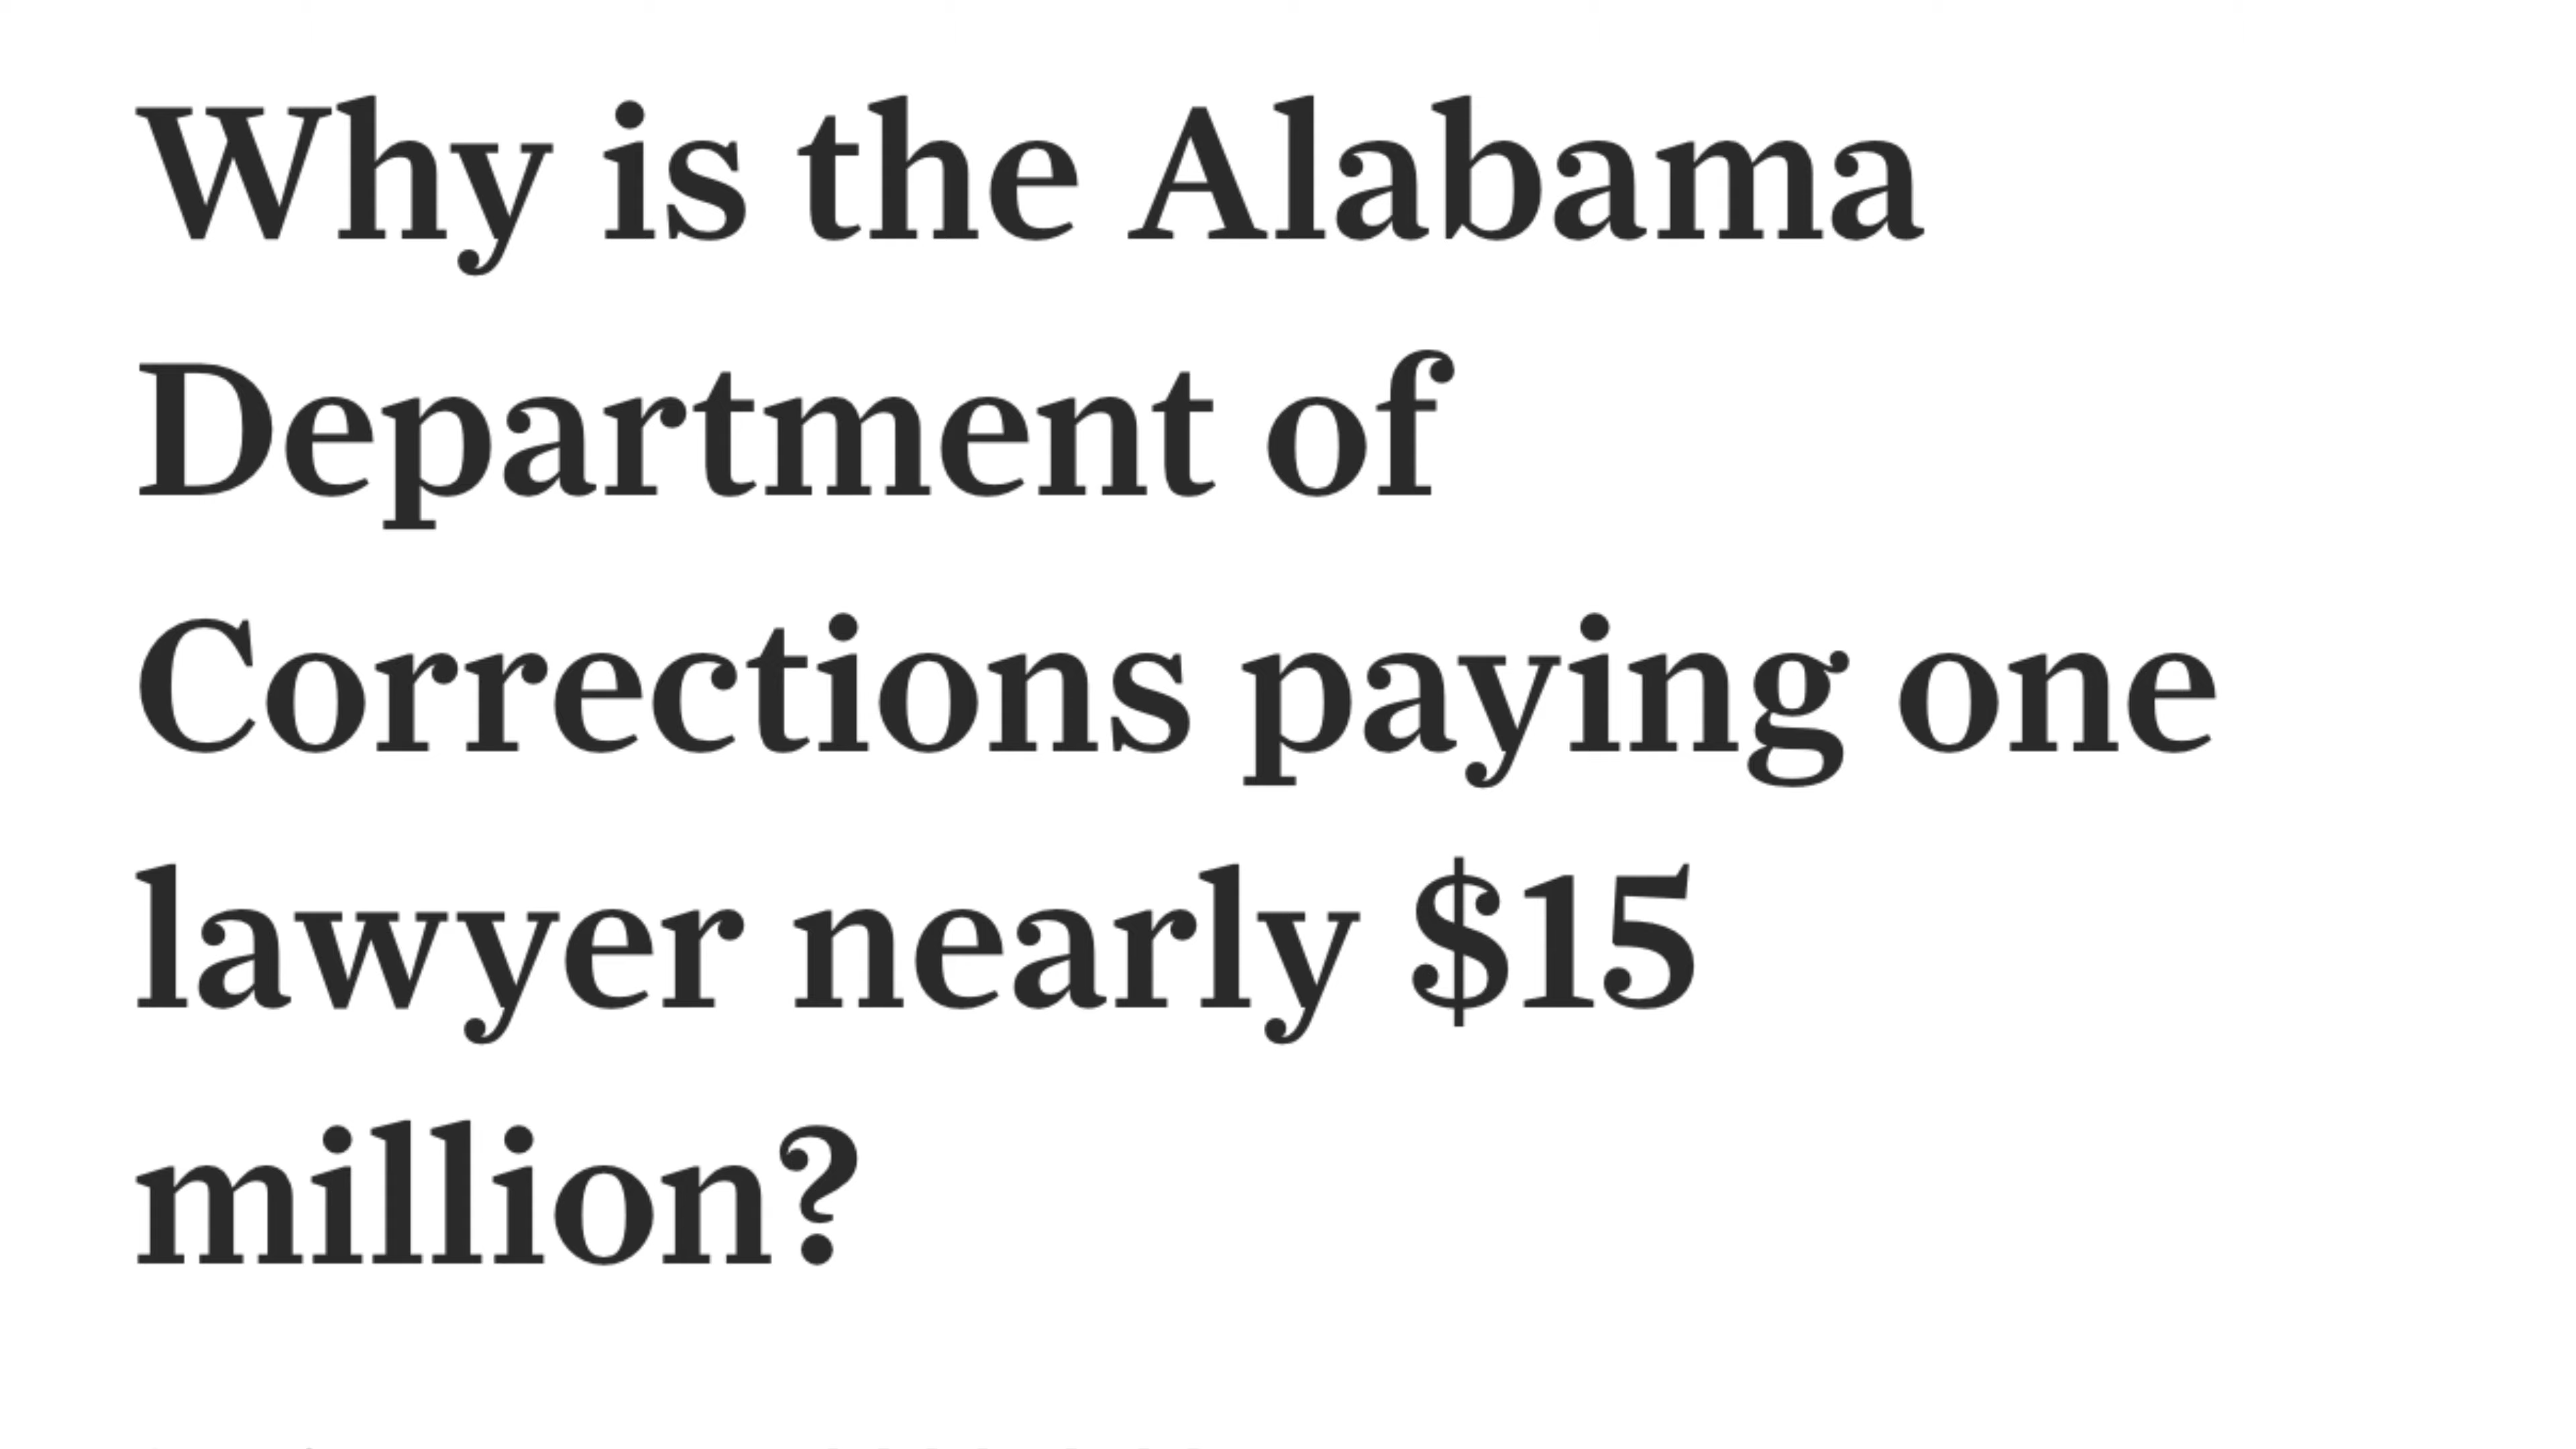 Why is the Alabama
Department of
Corrections paying one
lawyer nearly $15
million?